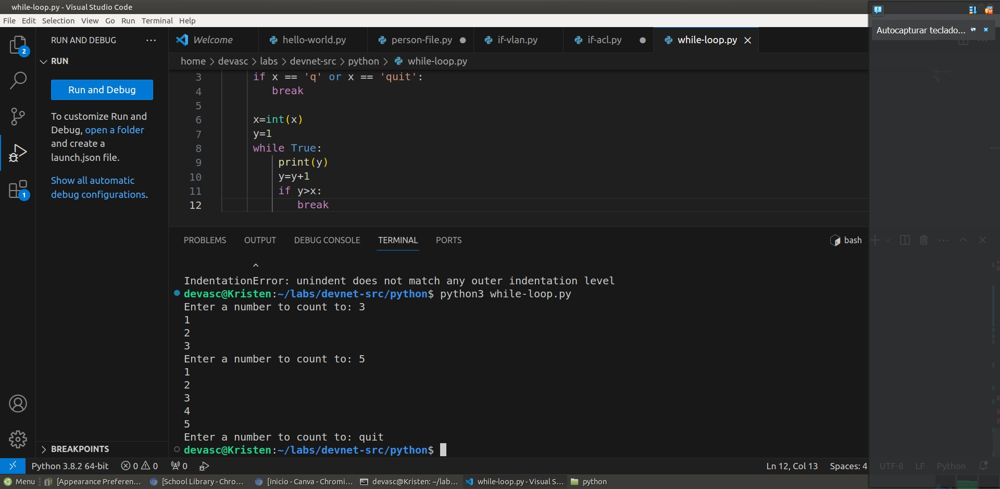 while-loop.py - Visual Studio Code
File Edit Selection View Go Run Terminal Help
Autocapturar teclado...
2
RUN AND DEBUG ...
Welcome hello-world.py person-file.py if-vlan.py if-acl.py while-loop.py
RUN
home > devasc > labs > devnet-src > python > while-loop.py
Run and Debug
To customize Run and
Debug, open a folder
and create a
launch.json file.
Show all automatic
debug configurations.
1
3 if x == 'q' or x == 'quit':
4 break
5
6 x=int(x)
7 y=1
8 while True:
9 print(y)
10 y=y+1
11 if y>x:
12 break
PROBLEMS OUTPUT DEBUG CONSOLE TERMINAL PORTS bash
^
IndentationError: unindent does not match any outer indentation level
devasc@Kristen:~/labs/devnet-src/python$ python3 while-loop.py
Enter a number to count to: 3
1
2
3
Enter a number to count to: 5
1
2
3
4
5
Enter a number to count to: quit
devasc@Kristen:~/labs/devnet-src/python$
BREAKPOINTS
Python 3.8.2 64-bit 0 0 0 Ln 12, Col 13 Spaces: 4 UTF-8 LF Python
Menu [Appearance Preferen... [School Library - Chro... [Inicio - Canva - Chromi... devasc@Kristen: ~/lab... while-loop.py - Visual S... python